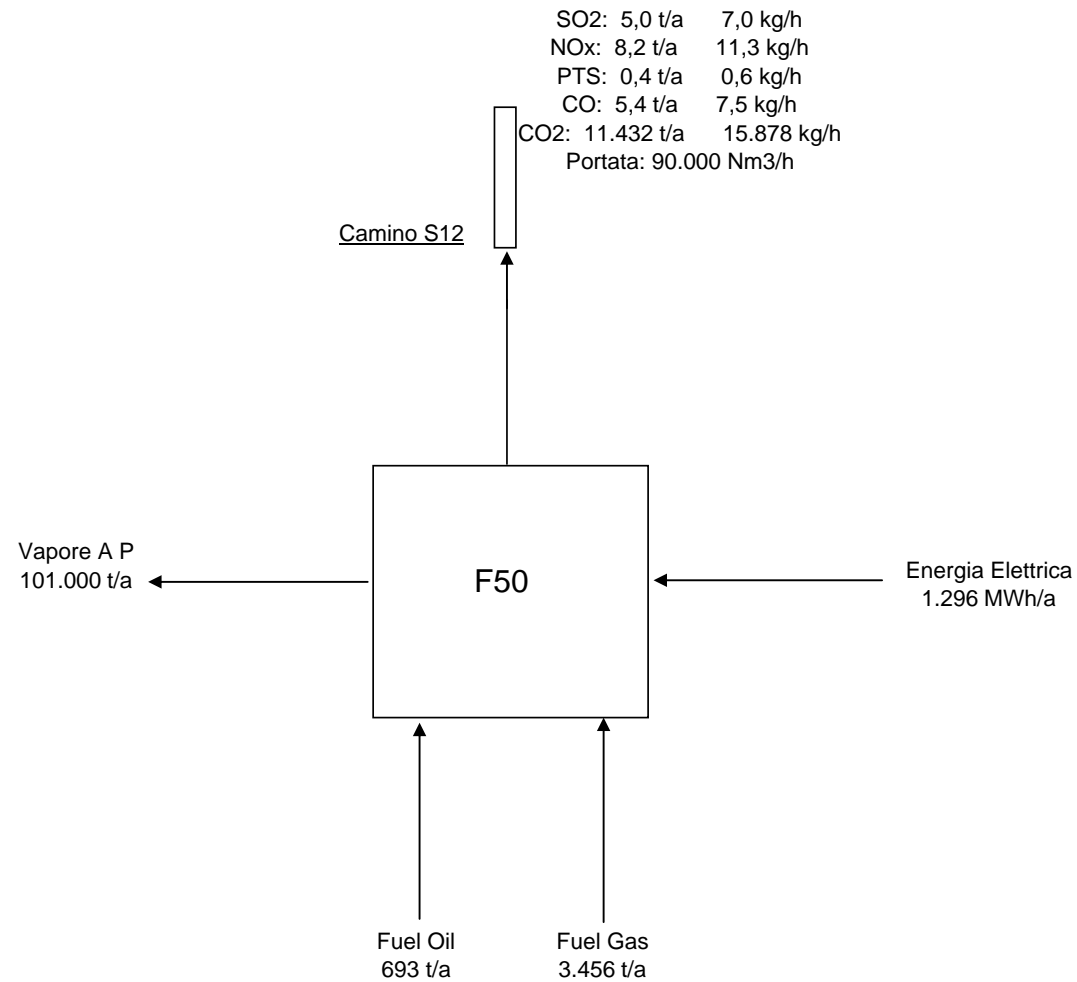 SO2: 5,0 t/a 7,0 kg/h
NOx: 8,2 t/a 11,3 kg/h
PTS: 0,4 t/a 0,6 kg/h
CO: 5,4 t/a 7,5 kg/h
CO2: 11.432 t/a 15.878 kg/h
Portata: 90.000 Nm3/h
Camino S12
Vapore A P
101.000 t/a
F50
Energia Elettrica
1.296 MWh/a
Fuel Oil
693 t/a
Fuel Gas
3.456 t/a